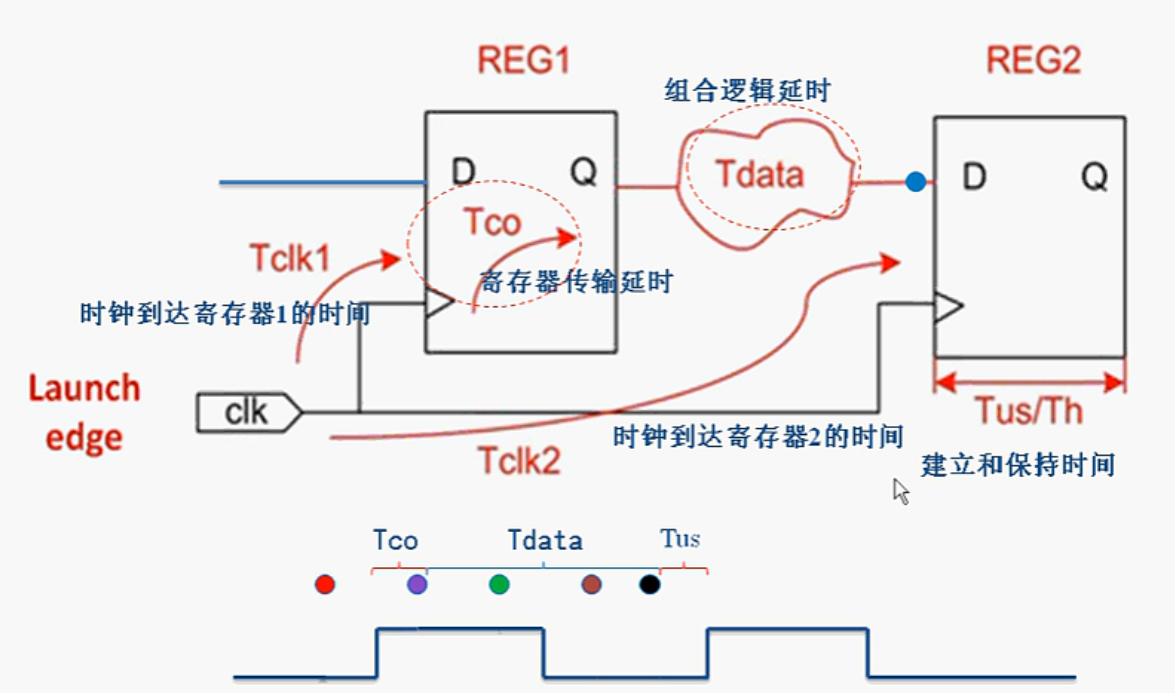 REG1
REG2
组合逻辑延时
D
Q
Tdata
D
Q
Tco
Tclk1
寄存器传输延时
时钟到达寄存器1的时间
Launch
edge
clk
Tus/Th
时钟到达寄存器2的时间
Tclk2
建立和保持时间
Tco
Tdata
Tus